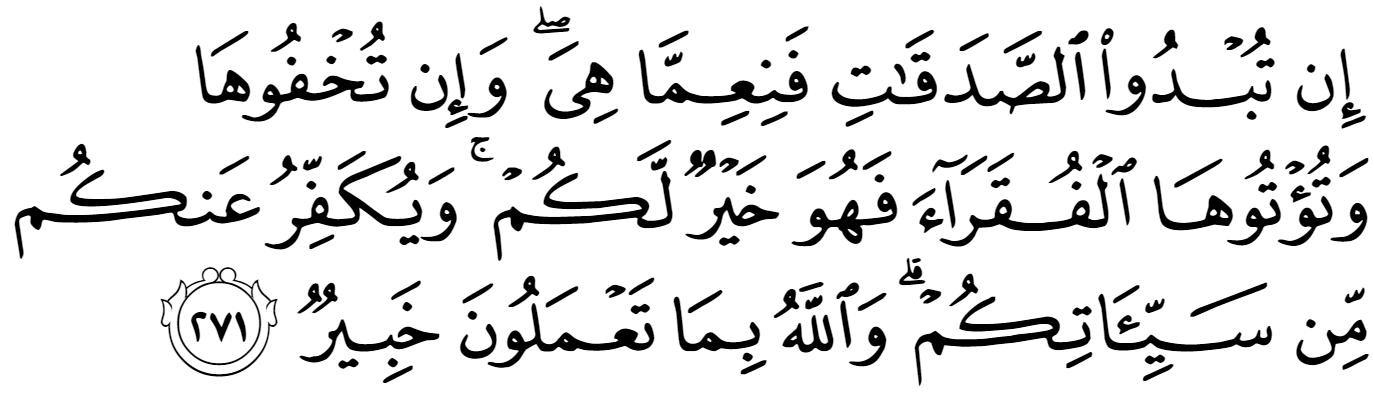 إِن تُبْدُوا۟ ٱلصَّدَقَـٰتِ فَنِعِمَّا هِىَ ۖ وَإِن تُخْفُوهَا
وَتُؤْتُوهَا ٱلْفُقَرَآءَ فَهُوَ خَيْرٌ لَّكُمْ ۚ وَيُكَفِّرُ عَنكُم
مِّن سَيِّـَٔاتِكُمْ ۗ وَٱللَّهُ بِمَا تَعْمَلُونَ خَبِيرٌ ٢٧١